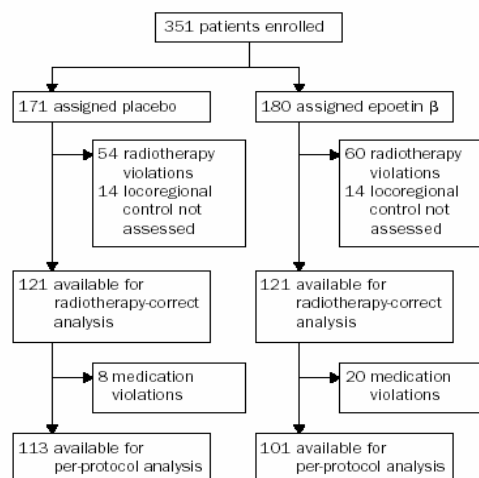 351 patients enrolled
171 assigned placebo
180 assigned epoetin β
54 radiotherapy
violations
14 locoregional
control not
assessed
60 radiotherapy
violations
14 locoregional
control not
assessed
121 available for
radiotherapy-correct
analysis
121 available for
radiotherapy-correct
analysis
8 medication
violations
20 medication
violations
113 available for
per-protocol analysis
101 available for
per-protocol analysis